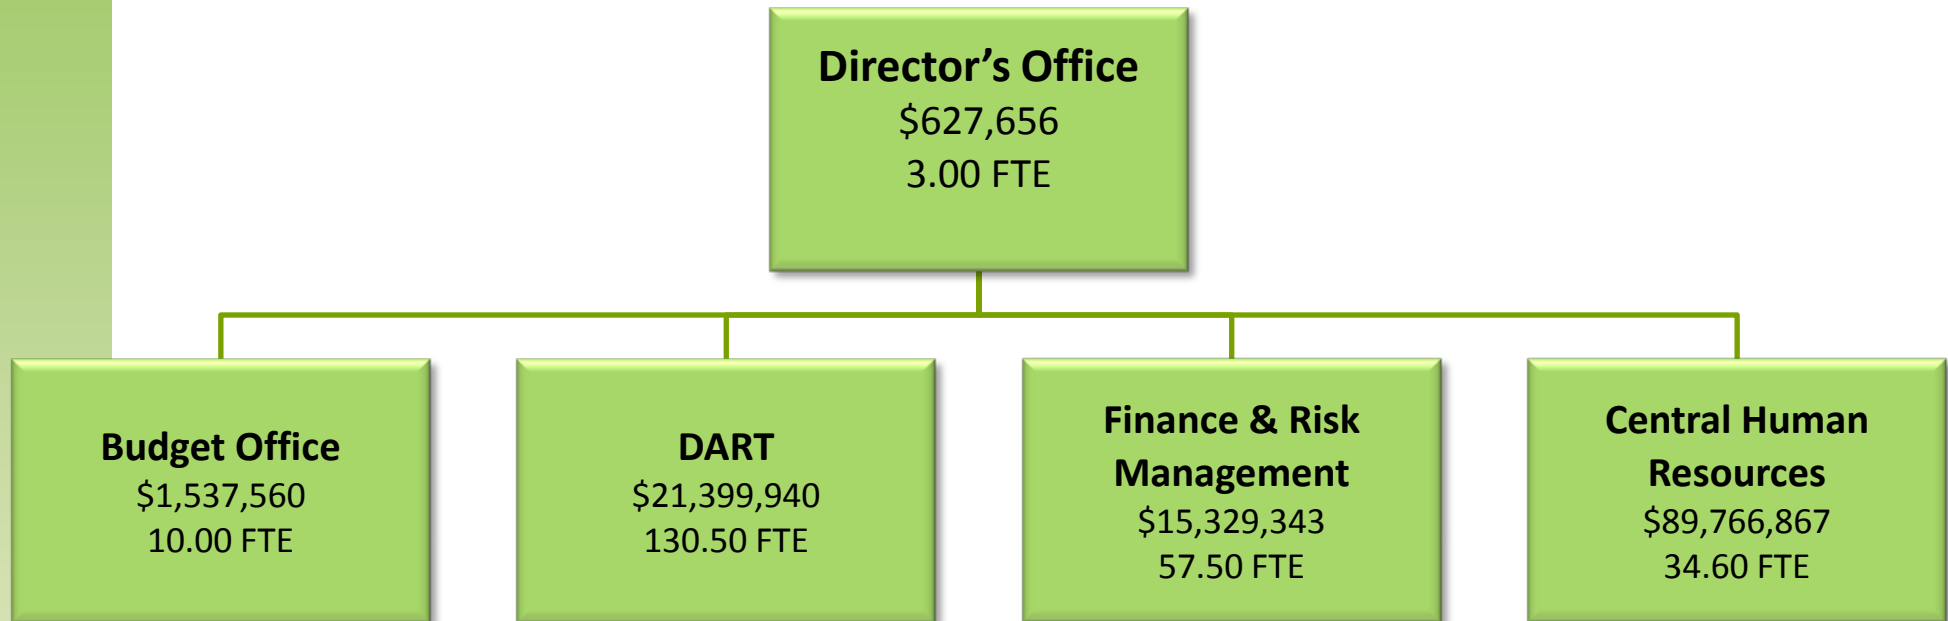 Director’s Office
$627,656
3.00 FTE
Budget Office
$1,537,560
10.00 FTE
DART
$21,399,940
130.50 FTE
Finance & Risk
Management
$15,329,343
57.50 FTE
Central Human
Resources
$89,766,867
34.60 FTE